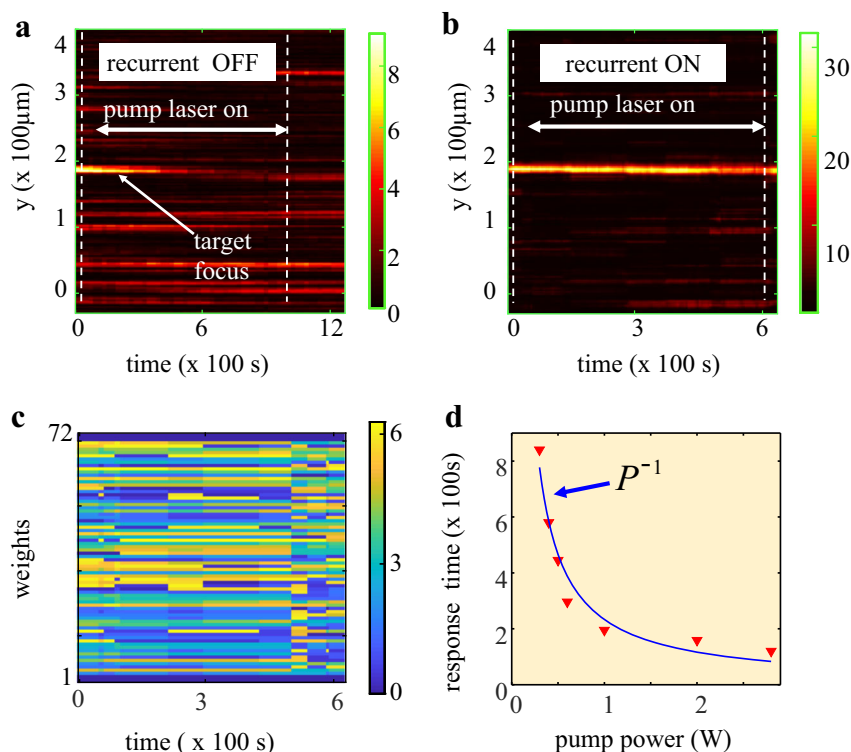 a
recurrent OFF
pump laser on
target
focus
y (x 100μm)
4
3
2
1
0
0
6
12
time (x 100 s)
8
6
4
2
0
b
recurrent ON
pump laser on
y (x 100μm)
4
3
2
1
0
0
3
6
time (x 100 s)
30
20
10
c
72
weights
1
0
3
6
time ( x 100 s)
6
3
0
d
P⁻¹
response time (x 100s)
8
6
4
2
0
0
1
2
pump power (W)